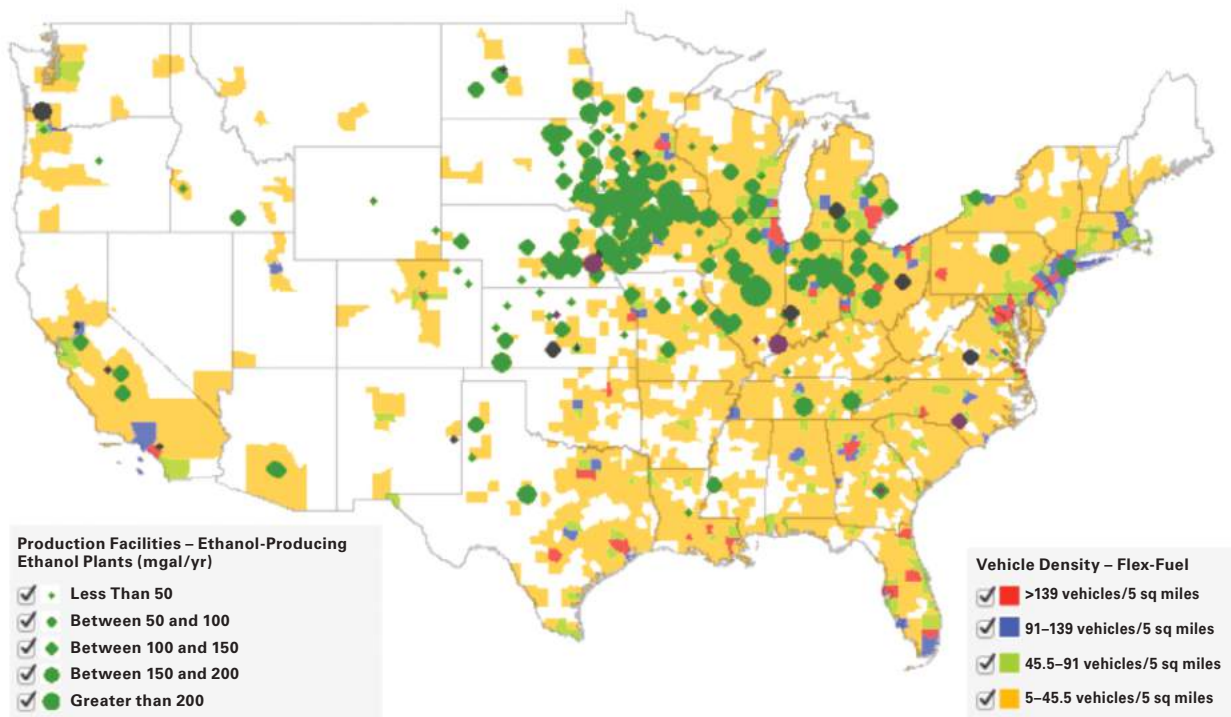 Production Facilities – Ethanol-Producing
Ethanol Plants (mgal/yr)
Less Than 50
Between 50 and 100
Between 100 and 150
Between 150 and 200
Greater than 200
Vehicle Density – Flex-Fuel
>139 vehicles/5 sq miles
91–139 vehicles/5 sq miles
45.5–91 vehicles/5 sq miles
5–45.5 vehicles/5 sq miles